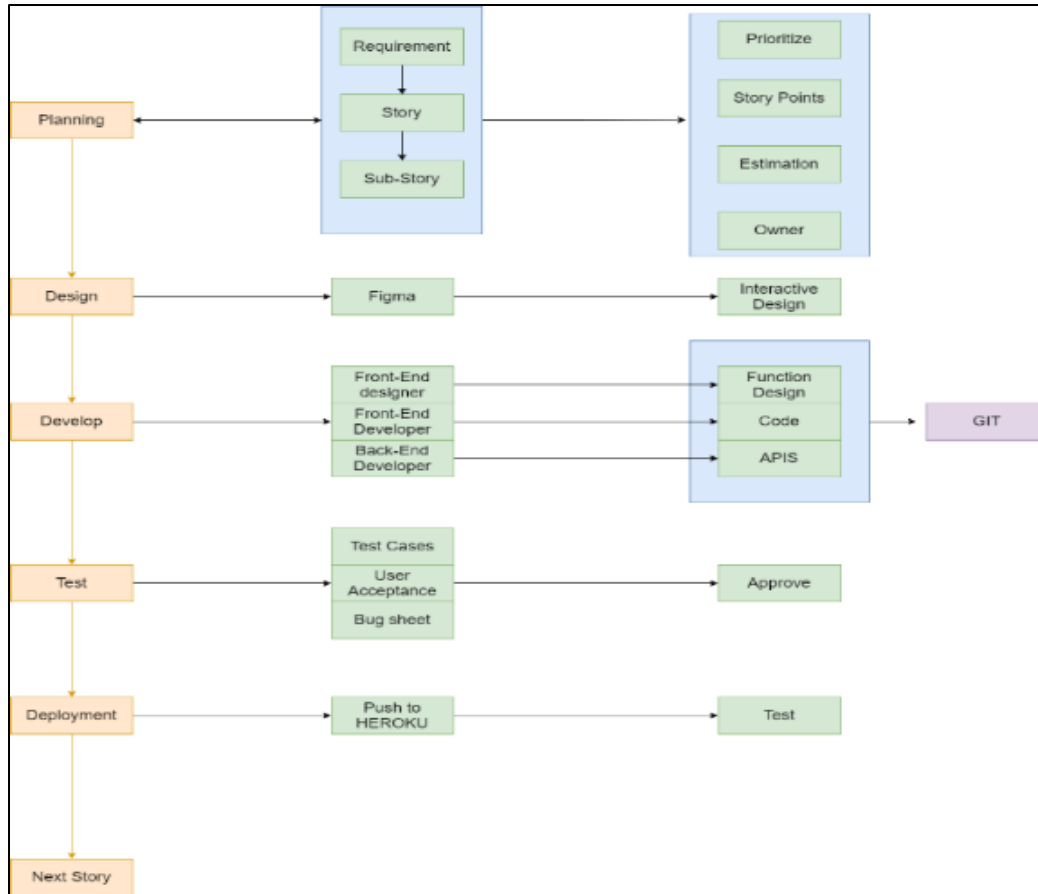 Requirement
Prioritize
Story Points
Planning
Story
Estimation
Sub-Story
Owner
Design
Figma
Interactive
Design
Front-End
designer
Function
Design
Develop
Front-End
Developer
Code
GIT
Back-End
Developer
APIS
Test Cases
Test
User
Acceptance
Approve
Bug sheet
Deployment
Push to
HEROKU
Test
Next Story